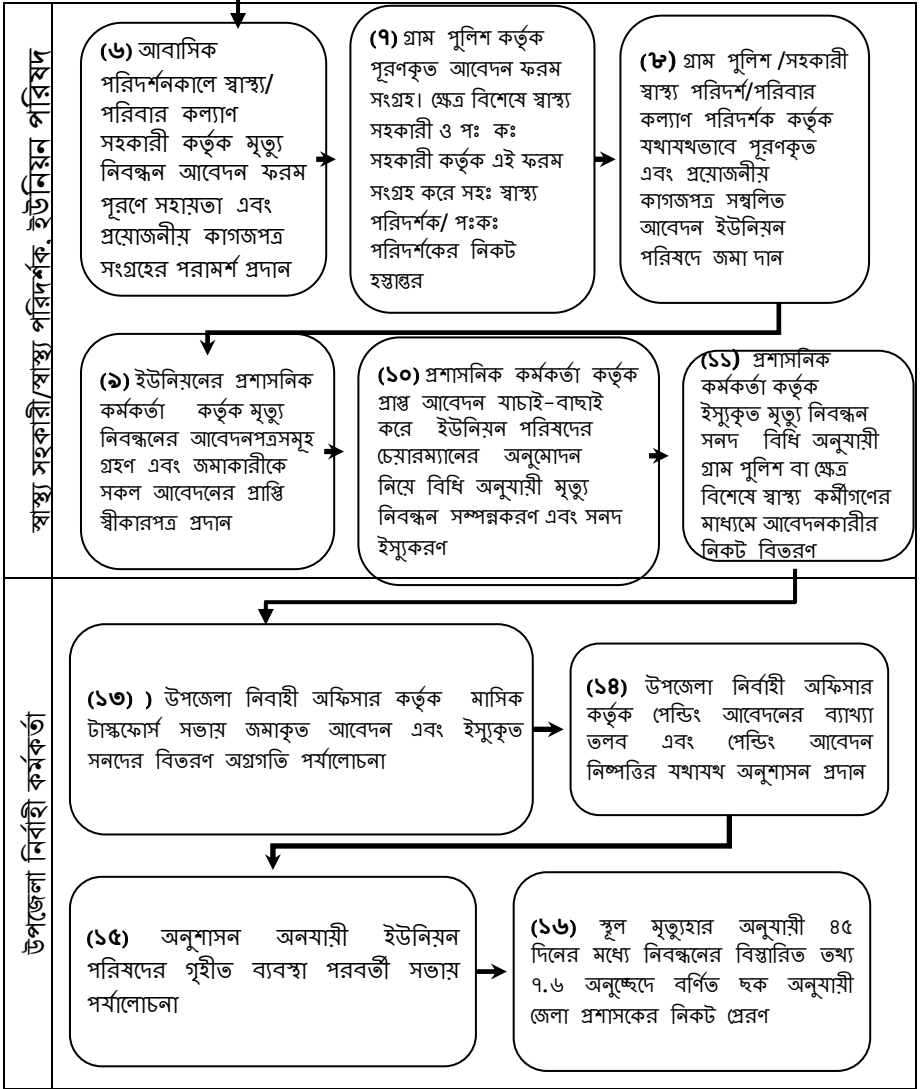 স্বাস্থ্য সহকারী/স্বাস্থ্য পরিদর্শক, ইউনিয়ন পরিষদ
(৬) আবাসিক
পরিদর্শনকালে স্বাস্থ্য/
পরিবার কল্যাণ
সহকারী কর্তৃক মৃত্যু
নিবন্ধন আবেদন ফরম
পূরণে সহায়তা এবং
প্রয়োজনীয় কাগজপত্র
সংগ্রহের পরামর্শ প্রদান
(৭) গ্রাম পুলিশ কর্তৃক
পূরণকৃত আবেদন ফরম
সংগ্রহ। ক্ষেত্র বিশেষে স্বাস্থ্য
সহকারী ও পঃ কঃ
সহকারী কর্তৃক এই ফরম
সংগ্রহ করে সহঃ স্বাস্থ্য
পরিদর্শক/ পঃকঃ
পরিদর্শকের নিকট
হস্তান্তর
(৮) গ্রাম পুলিশ /সহকারী
স্বাস্থ্য পরিদর্শ/পরিবার
কল্যাণ পরিদর্শক কর্তৃক
যথাযথভাবে পূরণকৃত
এবং প্রয়োজনীয়
কাগজপত্র সম্বলিত
আবেদন ইউনিয়ন
পরিষদে জমা দান
(৯) ইউনিয়নের প্রশাসনিক
কর্মকর্তা কর্তৃক মৃত্যু
নিবন্ধনের আবেদনপত্রসমূহ
গ্রহণ এবং জমাকারীকে
সকল আবেদনের প্রাপ্তি
স্বীকারপত্র প্রদান
(১০) প্রশাসনিক কর্মকর্তা কর্তৃক
প্রাপ্ত আবেদন যাচাই-বাছাই
করে ইউনিয়ন পরিষদের
চেয়ারম্যানের অনুমোদন
নিয়ে বিধি অনুযায়ী মৃত্যু
নিবন্ধন সম্পন্নকরণ এবং সনদ
ইস্যুকরণ
(১১) প্রশাসনিক
কর্মকর্তা কর্তৃক
ইস্যুকৃত মৃত্যু নিবন্ধন
সনদ বিধি অনুযায়ী
গ্রাম পুলিশ বা ক্ষেত্র
বিশেষে স্বাস্থ্য কর্মীগণের
মাধ্যমে আবেদনকারীর
নিকট বিতরণ
উপজেলা নির্বাহী কর্মকর্তা
(১৩) ) উপজেলা নিবাহী অফিসার কর্তৃক মাসিক
টাস্কফোর্স সভায় জমাকৃত আবেদন এবং ইস্যুকৃত
সনদের বিতরণ অগ্রগতি পর্যালোচনা
(১৪) উপজেলা নির্বাহী অফিসার
কর্তৃক পেন্ডিং আবেদনের ব্যাখ্যা
তলব এবং পেন্ডিং আবেদন
নিষ্পত্তির যথাযথ অনুশাসন প্রদান
(১৫) অনুশাসন অনযায়ী ইউনিয়ন
পরিষদের গৃহীত ব্যবস্থা পরবর্তী সভায়
পর্যালোচনা
(১৬) স্থূল মৃত্যুহার অনুযায়ী ৪৫
দিনের মধ্যে নিবন্ধনের বিস্তারিত তথ্য
৭.৬ অনুচ্ছেদে বর্ণিত ছক অনুযায়ী
জেলা প্রশাসকের নিকট প্রেরণ